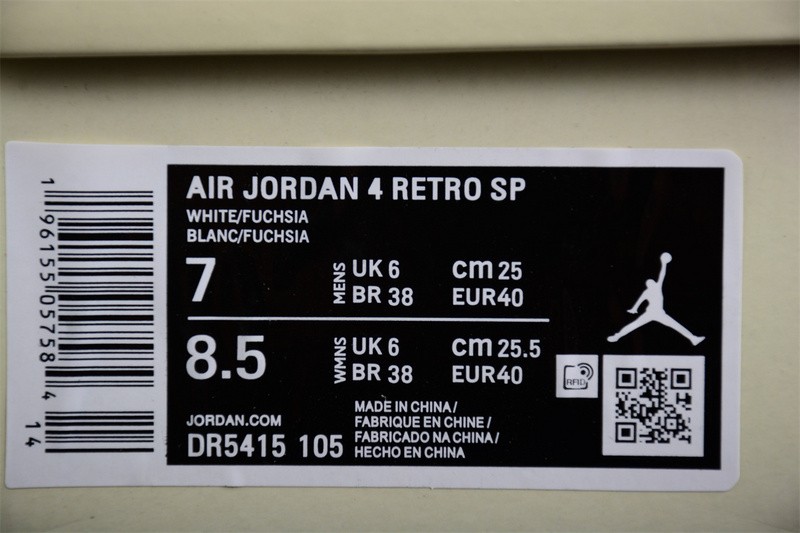 AIR JORDAN 4 RETRO SP
WHITE/FUCHSIA
BLANC/FUCHSIA
7 MENS UK 6 cm 25
BR 38 EUR40
8.5 WMNS UK 6 cm 25.5
BR 38 EUR40
JORDAN.COM
DR5415 105
MADE IN CHINA/
FABRIQUE EN CHINE/
FABRICADO NA CHINA/
HECHO EN CHINA
RFID
1 96155 05758 4 14